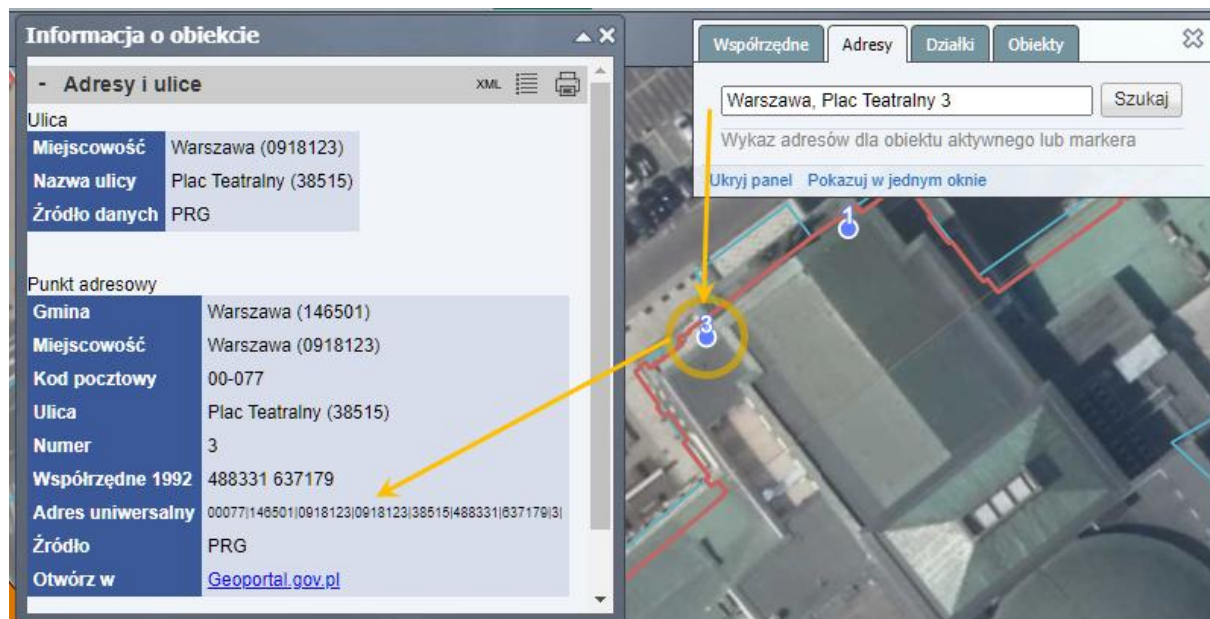 Informacja o obiekcie
- Adresy i ulice XML
Ulica
Miejscowość Warszawa (0918123)
Nazwa ulicy Plac Teatralny (38515)
Źródło danych PRG
Punkt adresowy
Gmina Warszawa (146501)
Miejscowość Warszawa (0918123)
Kod pocztowy 00-077
Ulica Plac Teatralny (38515)
Numer 3
Współrzędne 1992 488331 637179
Adres uniwersalny 00077|146501|0918123|0918123|38515|488331|637179|3|
Źródło PRG
Otwórz w Geoportal.gov.pl
Współrzędne Adresy Działki Obiekty
Warszawa, Plac Teatralny 3 Szukaj
Wykaz adresów dla obiektu aktywnego lub markera
Ukryj panel Pokazuj w jednym oknie
1
3